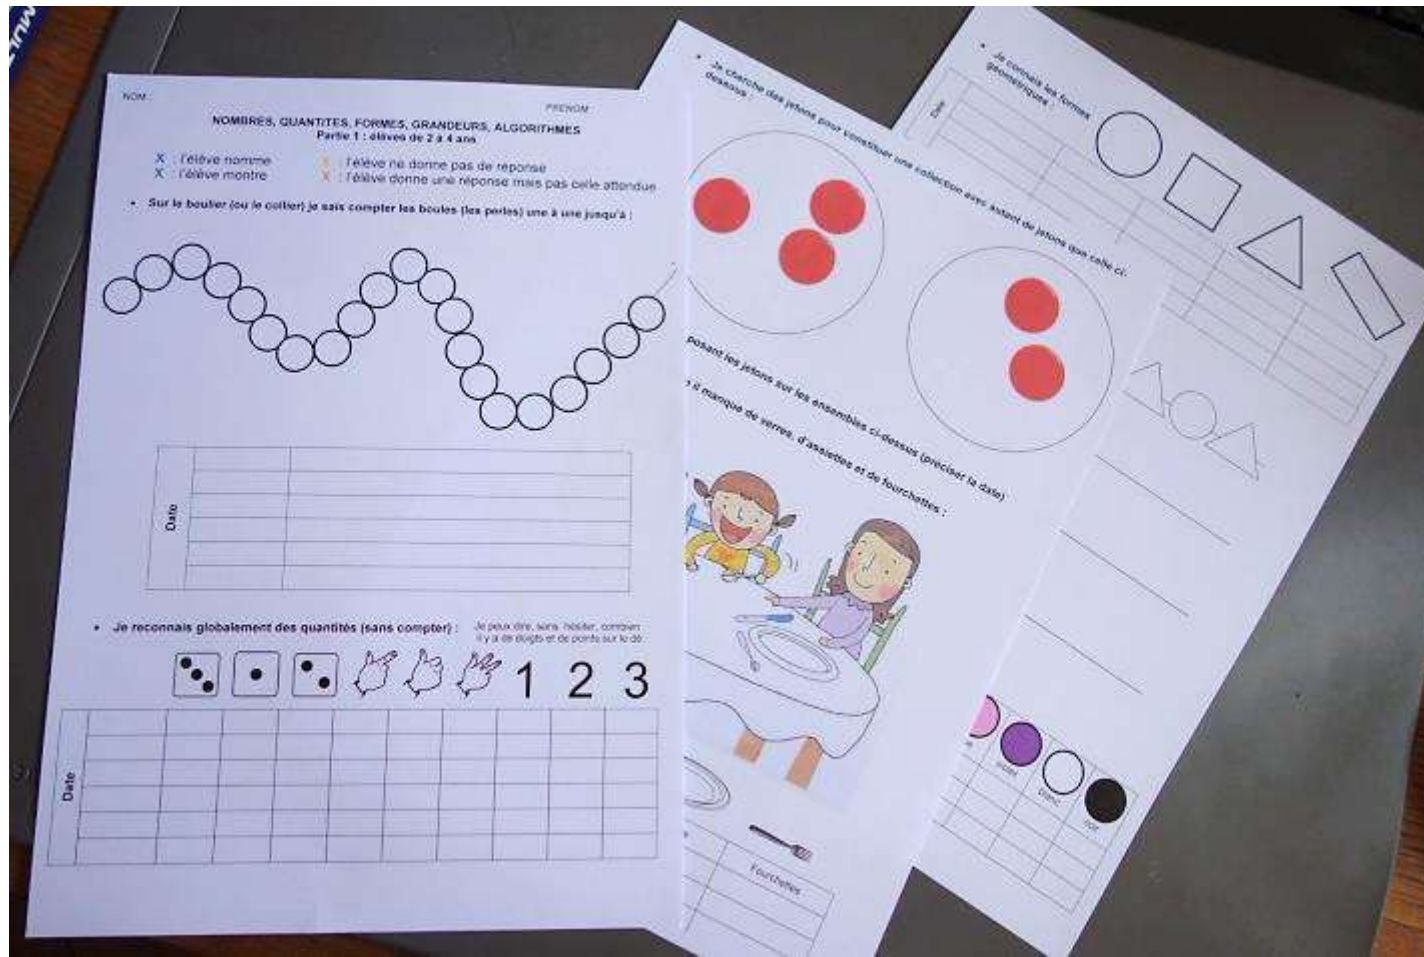 NOM :
PRENOM
NOMBRES, QUANTITES, FORMES, GRANDEURS, ALGORITHMES
Partie 1 : élèves de 2 à 4 ans
X : l'élève nomme
X : l'élève montre
X : l'élève ne donne pas de réponse
X : l'élève donne une réponse mais pas celle attendue
• Sur le boulier (ou le collier) je sais compter les boules (les perles) une à une jusqu'à :
Date
• Je reconnais globalement des quantités (sans compter) :
Je peux dire, sans hésiter, combien
il y a de doigts et de points sur le dé
1 2 3
Date
• Je cherche des jetons pour constituer une collection avec autant de jetons que celle ci-
dessous :
posant les jetons sur les ensembles ci-dessus (préciser la date)
il manque de verres, d'assiettes et de fourchettes :
Fourchettes
• Je connais les formes
géométriques :
Date
violet
blanc
noir